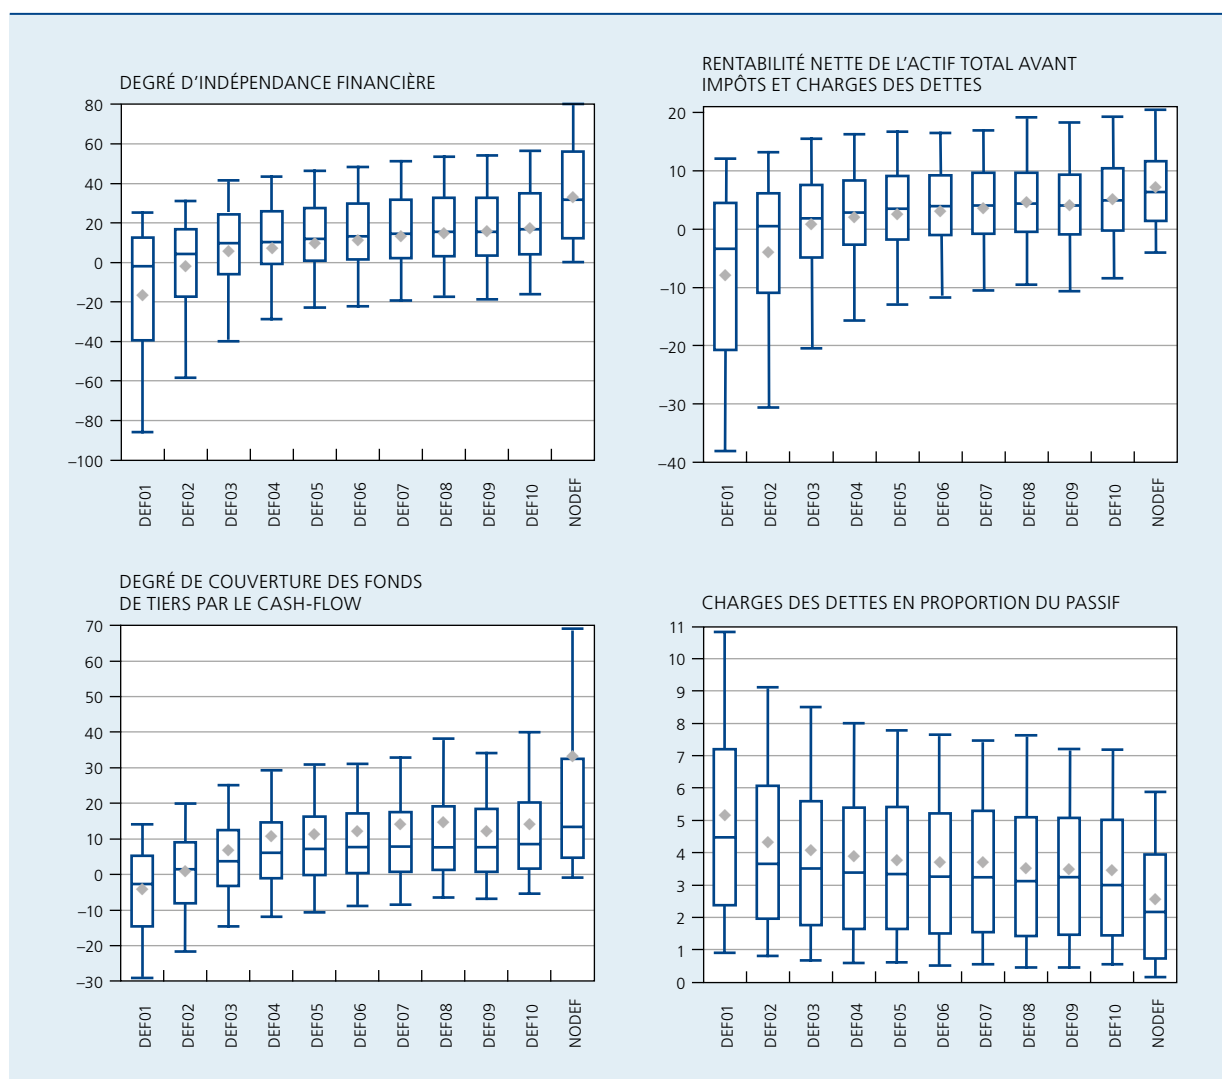 DEGRÉ D'INDÉPENDANCE FINANCIÈRE
80
60
40
20
0
–20
–40
–60
–80
–100
DEF01
DEF02
DEF03
DEF04
DEF05
DEF06
DEF07
DEF08
DEF09
DEF10
NODEF
RENTABILITÉ NETTE DE L'ACTIF TOTAL AVANT
IMPÔTS ET CHARGES DES DETTES
20
10
0
–10
–20
–30
–40
DEF01
DEF02
DEF03
DEF04
DEF05
DEF06
DEF07
DEF08
DEF09
DEF10
NODEF
DEGRÉ DE COUVERTURE DES FONDS
DE TIERS PAR LE CASH-FLOW
70
60
50
40
30
20
10
0
–10
–20
–30
DEF01
DEF02
DEF03
DEF04
DEF05
DEF06
DEF07
DEF08
DEF09
DEF10
NODEF
CHARGES DES DETTES EN PROPORTION DU PASSIF
11
10
9
8
7
6
5
4
3
2
1
0
DEF01
DEF02
DEF03
DEF04
DEF05
DEF06
DEF07
DEF08
DEF09
DEF10
NODEF